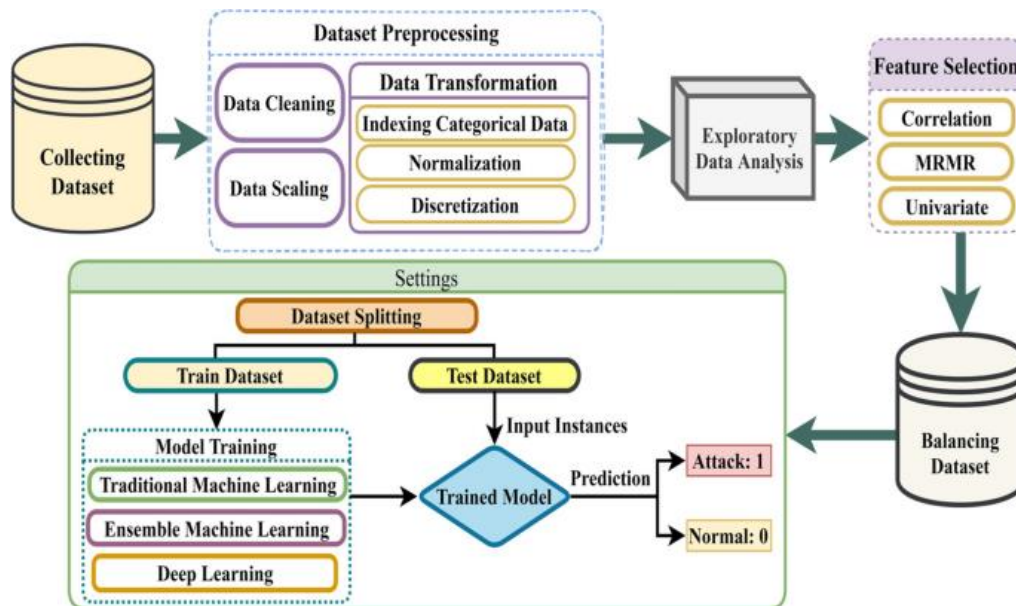 Collecting
Dataset
Dataset Preprocessing
Data Cleaning
Data Scaling
Data Transformation
Indexing Categorical Data
Normalization
Discretization
Exploratory
Data Analysis
Feature Selection
Correlation
MRMR
Univariate
Balancing
Dataset
Settings
Dataset Splitting
Train Dataset
Test Dataset
Model Training
Traditional Machine Learning
Ensemble Machine Learning
Deep Learning
Input Instances
Trained Model
Prediction
Attack: 1
Normal: 0